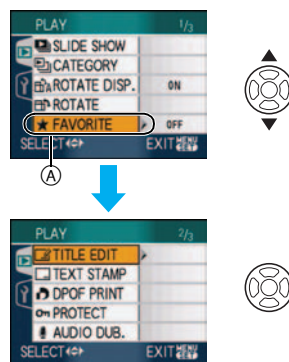 PLAY 1/3
SLIDE SHOW
CATEGORY
ROTATE DISP. ON
ROTATE
FAVORITE OFF
SELECT EXIT MENU SET
A
PLAY 2/3
TITLE EDIT
TEXT STAMP
DPOF PRINT
PROTECT
AUDIO DUB.
SELECT EXIT MENU SET